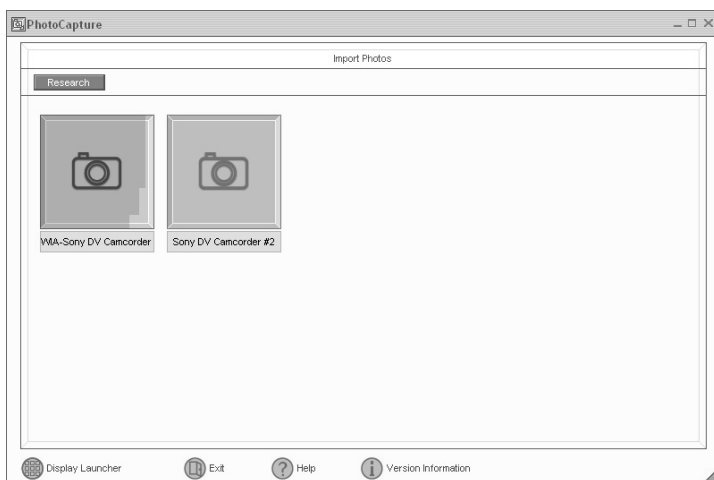 PhotoCapture
Import Photos
Research
WIA-Sony DV Camcorder
Sony DV Camcorder #2
Display Launcher
Exit
Help
Version Information